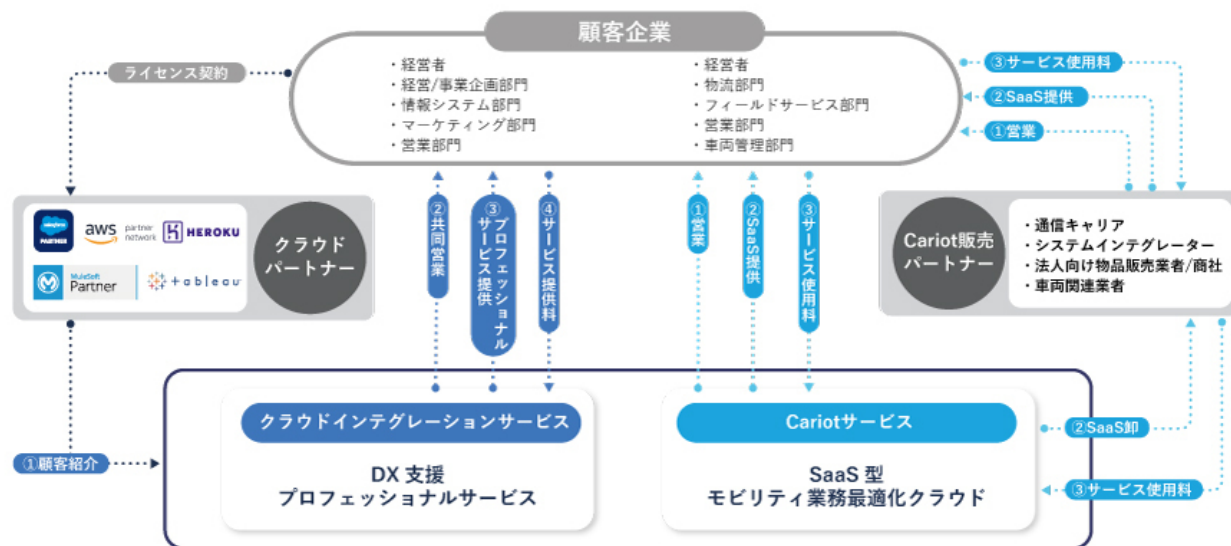 顧客企業
・経営者
・経営/事業企画部門
・情報システム部門
・マーケティング部門
・営業部門
・経営者
・物流部門
・フィールドサービス部門
・営業部門
・車両管理部門
ライセンス契約
③サービス使用料
②SaaS提供
①営業
salesforce
PARTNER
aws partner network
HEROKU
MuleSoft
Partner
+ableau
クラウド
パートナー
②共同営業
③プロフェッショナル
サービス提供
④サービス提供料
①営業
②SaaS提供
③サービス使用料
Cariot販売
パートナー
・通信キャリア
・システムインテグレーター
・法人向け物品販売業者/商社
・車両関連業者
①顧客紹介
クラウドインテグレーションサービス
DX 支援
プロフェッショナルサービス
Cariotサービス
SaaS 型
モビリティ業務最適化クラウド
②SaaS卸
③サービス使用料